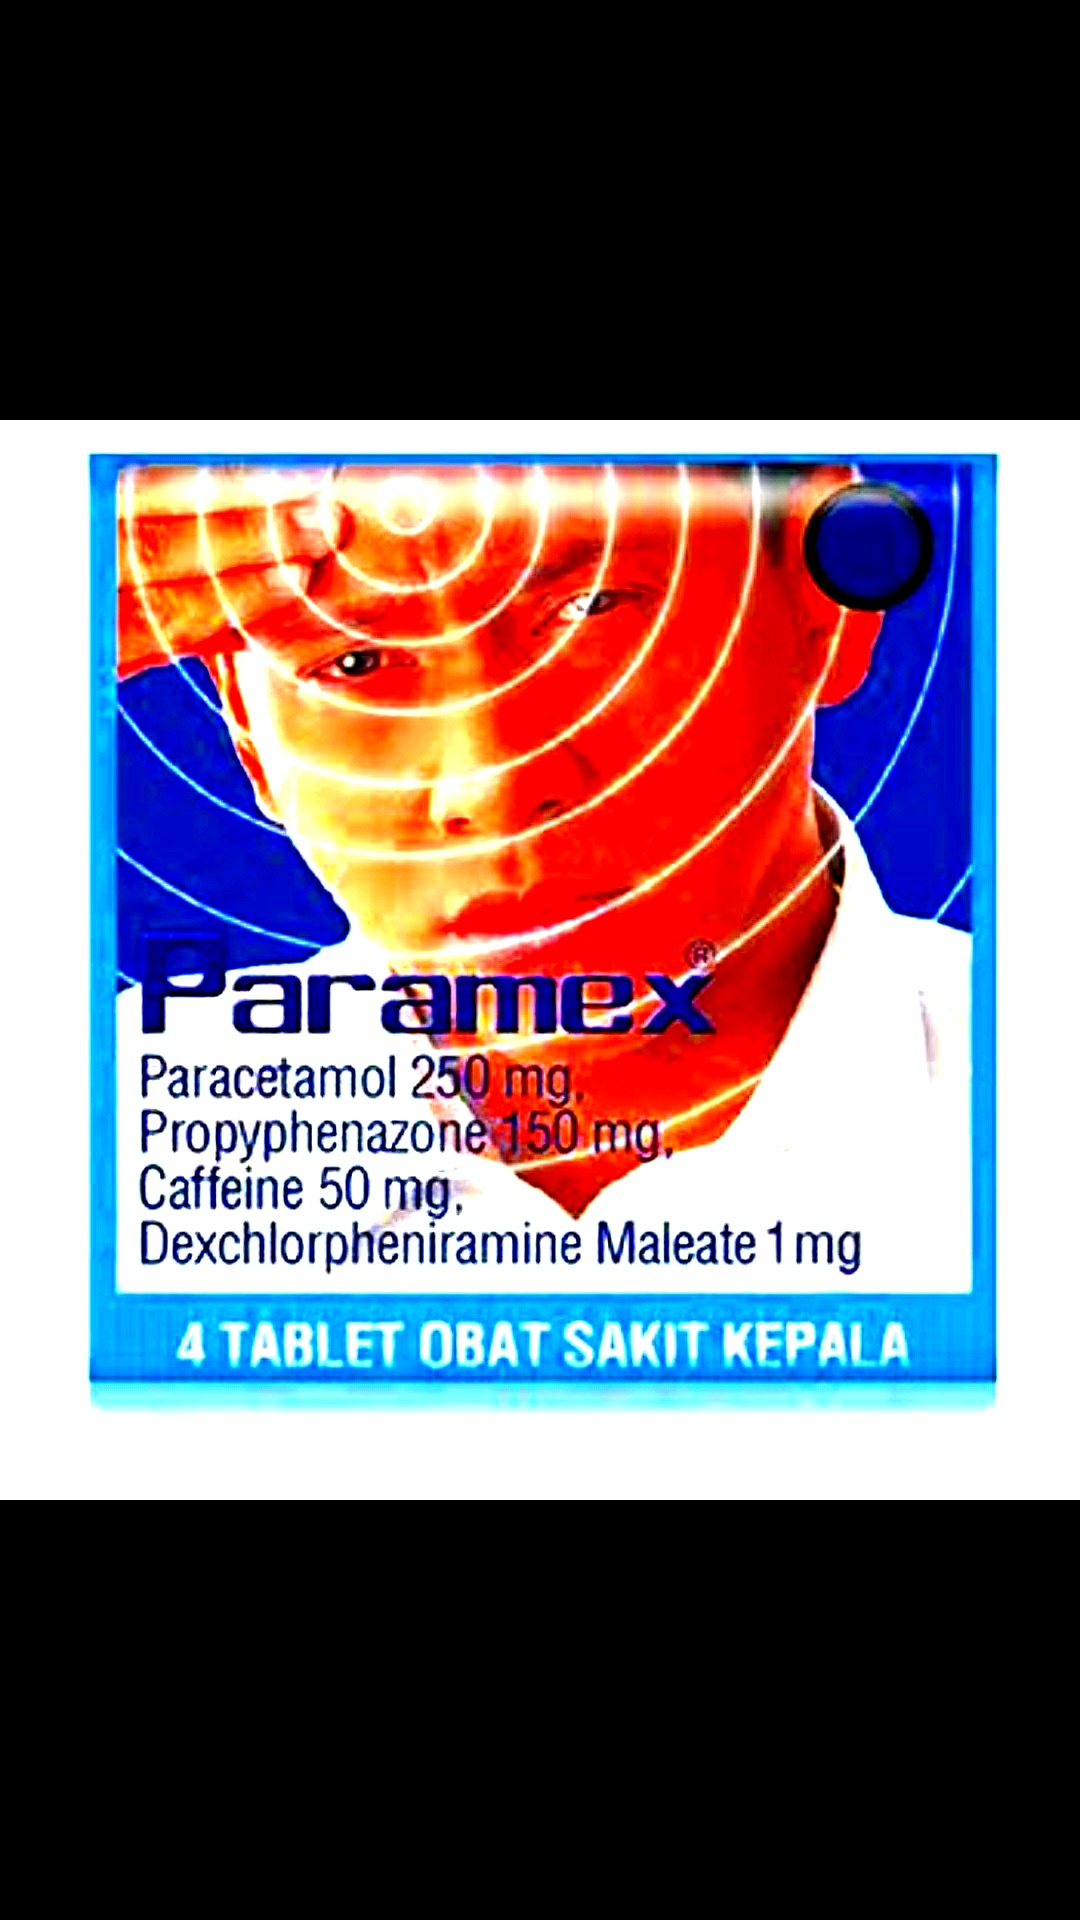 Paramex®
Paracetamol 250 mg,
Propyphenazone 150 mg,
Caffeine 50 mg,
Dexchlorpheniramine Maleate 1 mg
4 TABLET OBAT SAKIT KEPALA